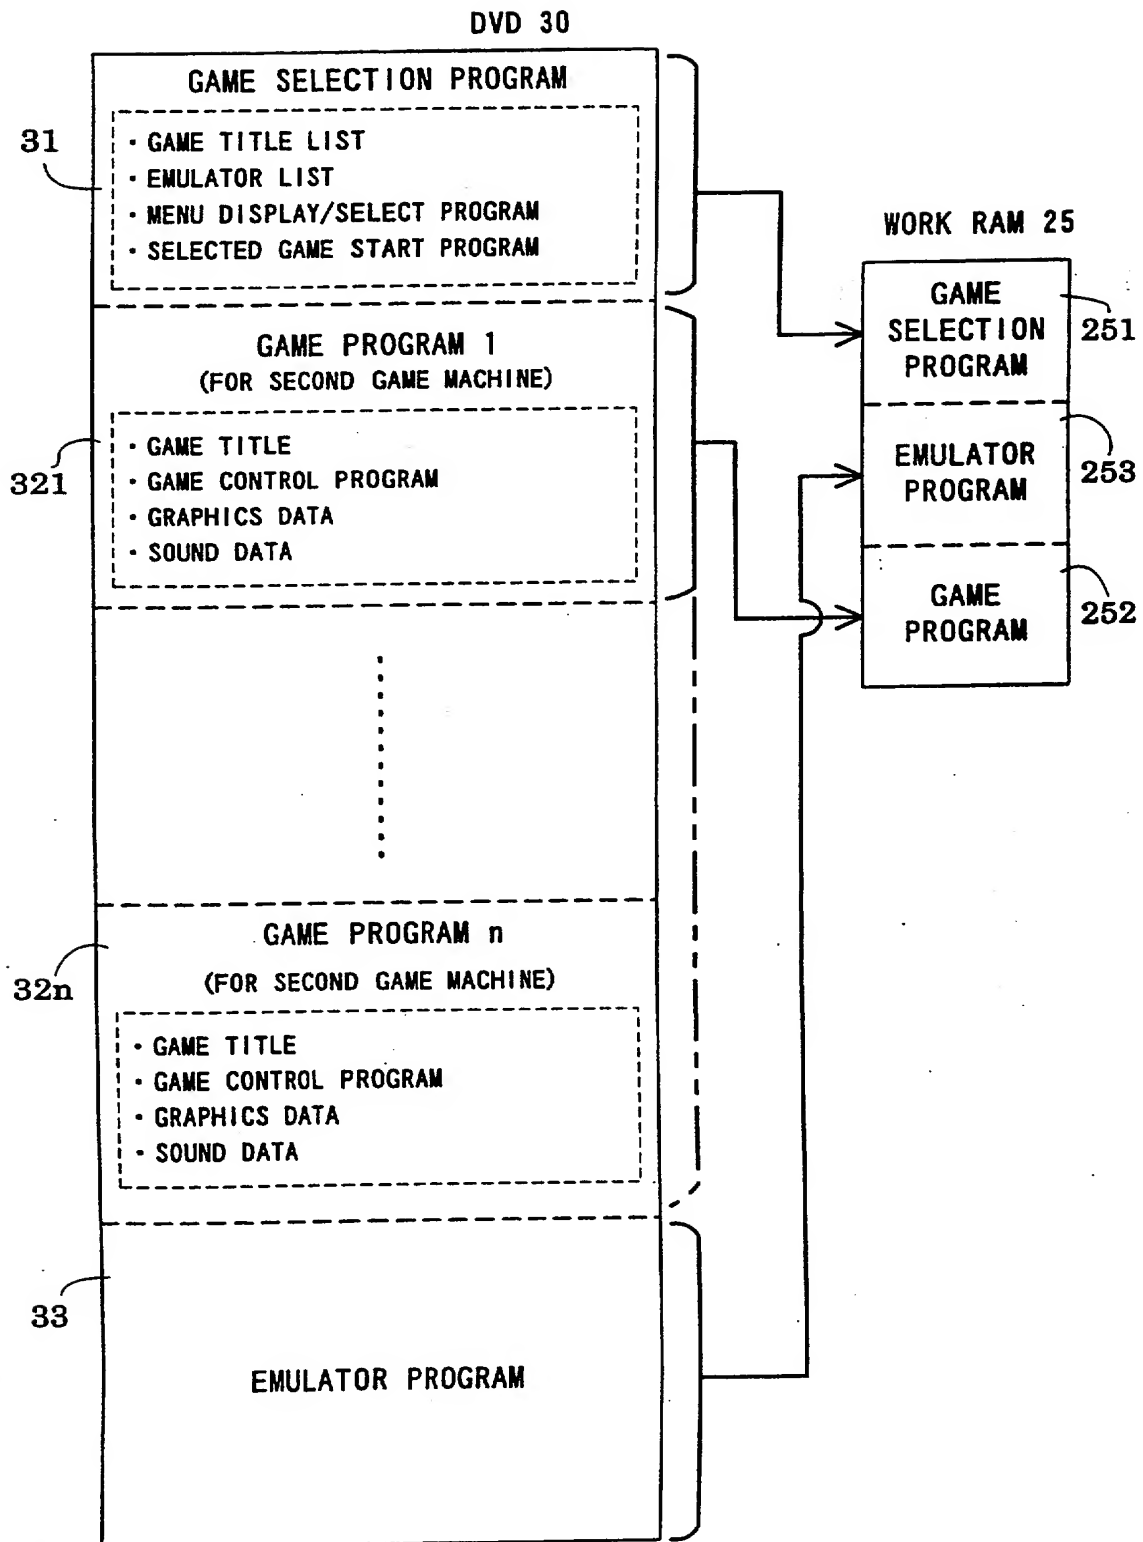 DVD 30
GAME SELECTION PROGRAM
31
· GAME TITLE LIST
· EMULATOR LIST
· MENU DISPLAY/SELECT PROGRAM
· SELECTED GAME START PROGRAM
GAME PROGRAM 1
(FOR SECOND GAME MACHINE)
321
· GAME TITLE
· GAME CONTROL PROGRAM
· GRAPHICS DATA
· SOUND DATA
GAME PROGRAM n
(FOR SECOND GAME MACHINE)
32n
· GAME TITLE
· GAME CONTROL PROGRAM
· GRAPHICS DATA
· SOUND DATA
33
EMULATOR PROGRAM
WORK RAM 25
GAME
SELECTION
PROGRAM
251
EMULATOR
PROGRAM
253
GAME
PROGRAM
252